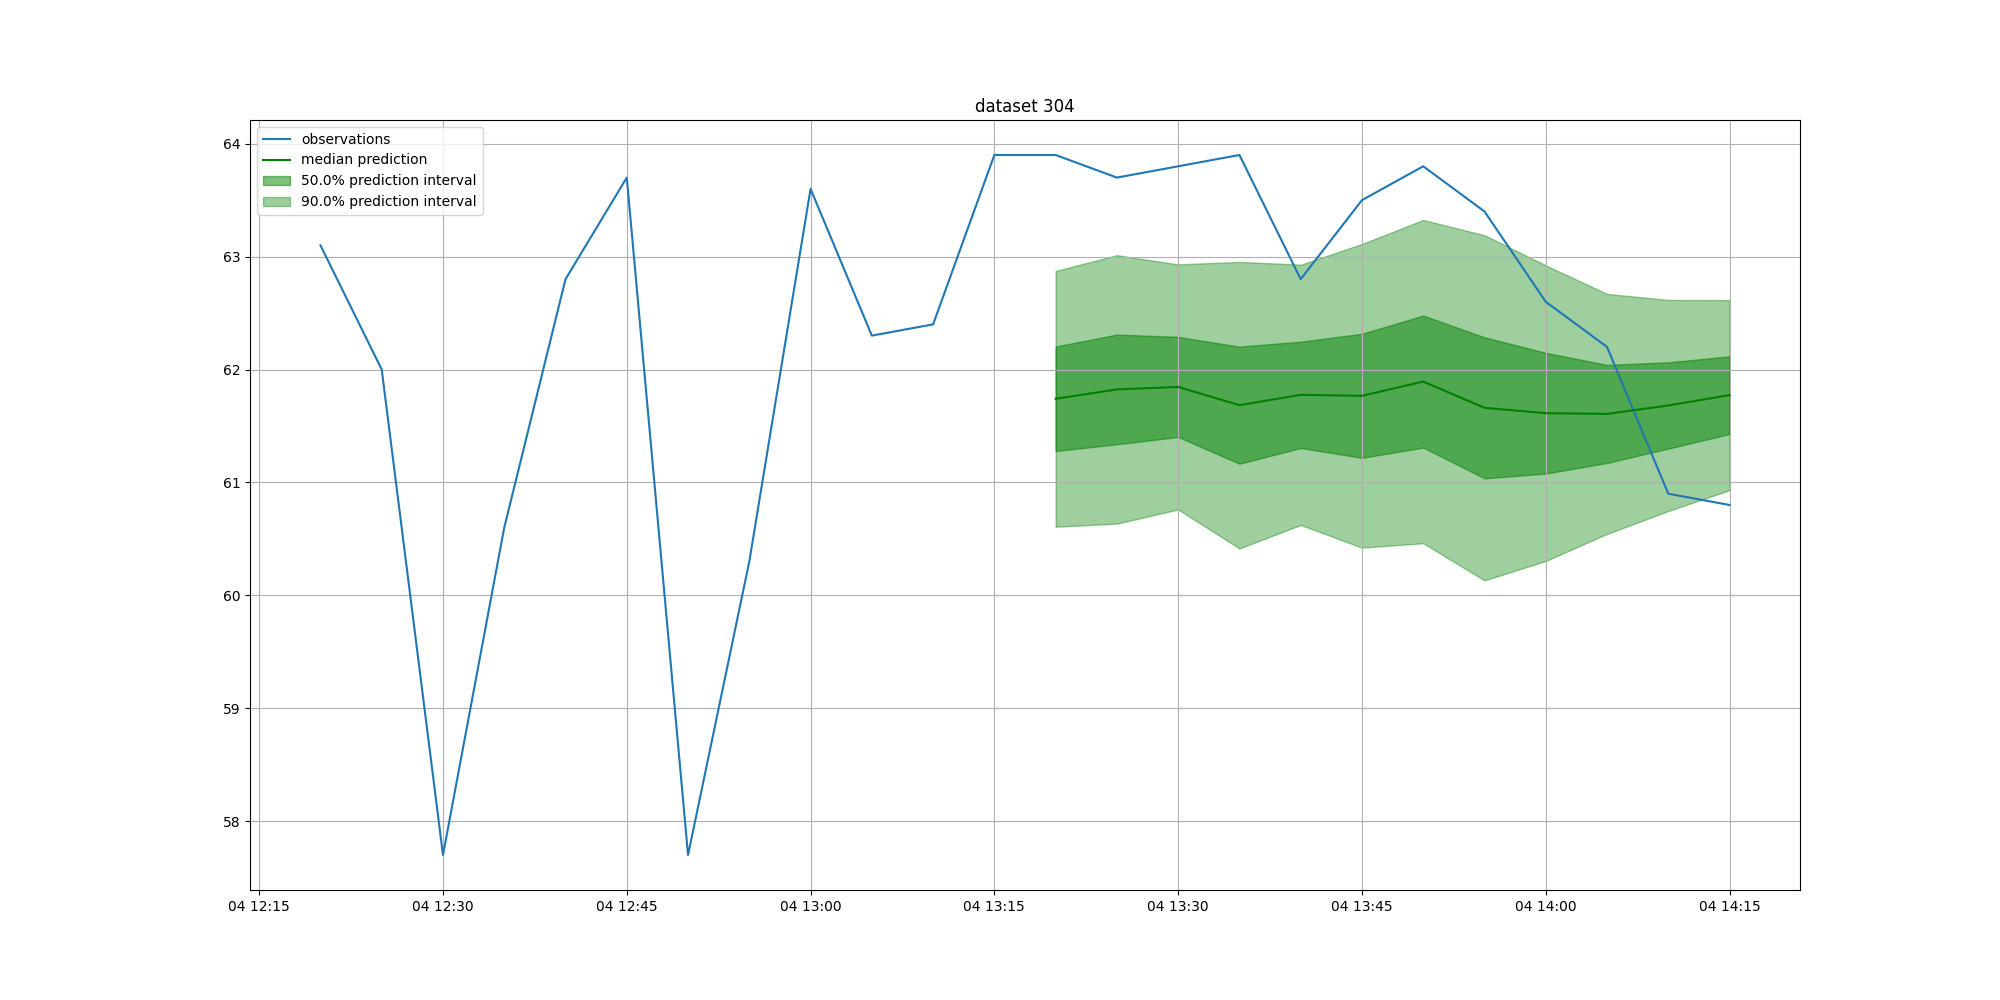 dataset 304
observations
median prediction
50.0% prediction interval
90.0% prediction interval
64
63
62
61
60
59
58
04 12:15 04 12:30 04 12:45 04 13:00 04 13:15 04 13:30 04 13:45 04 14:00 04 14:15